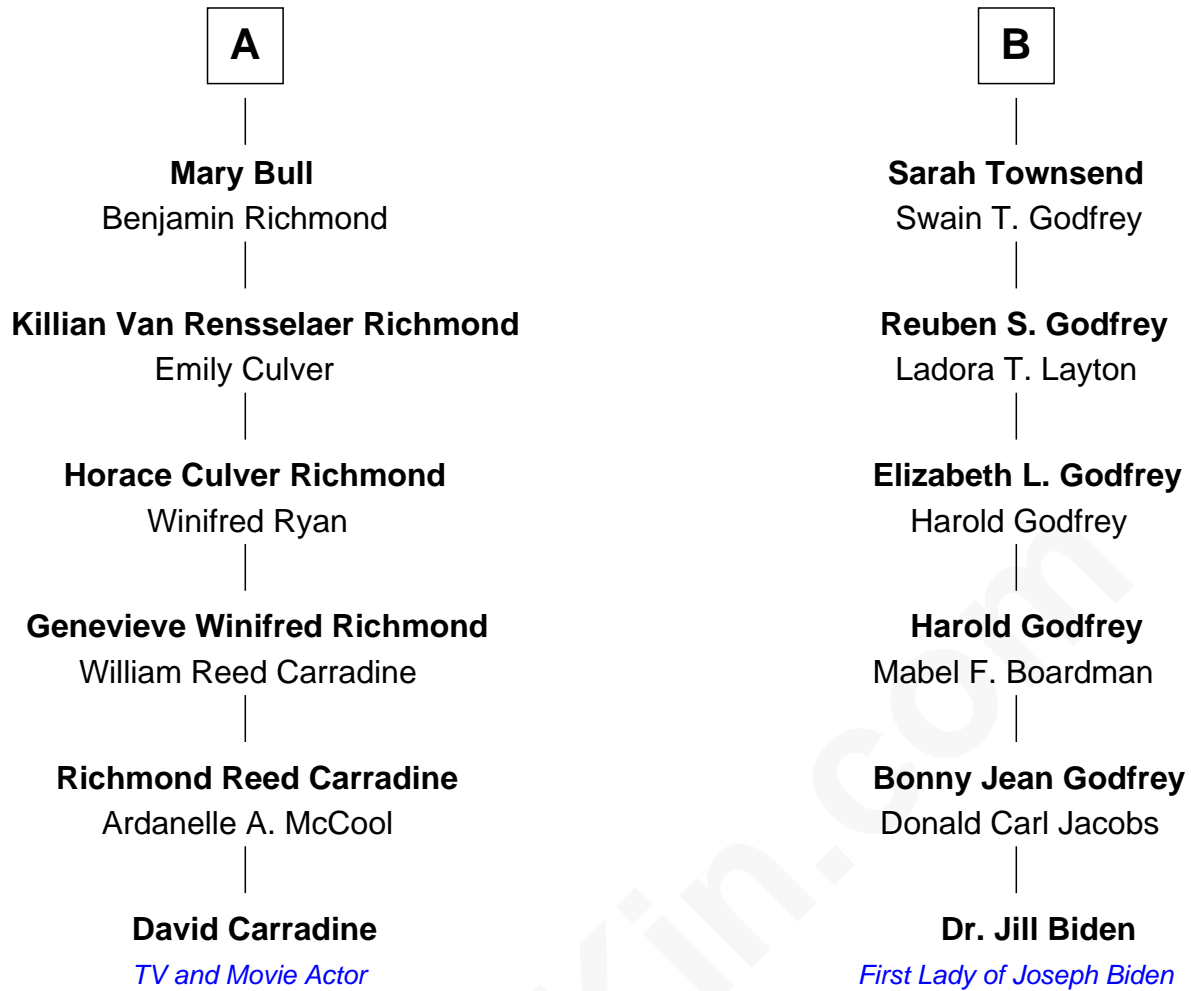 A
Mary Bull
Benjamin Richmond
Killian Van Rensselaer Richmond
Emily Culver
Horace Culver Richmond
Winifred Ryan
Genevieve Winifred Richmond
William Reed Carradine
Richmond Reed Carradine
Ardanelle A. McCool
David Carradine
TV and Movie Actor
B
Sarah Townsend
Swain T. Godfrey
Reuben S. Godfrey
Ladora T. Layton
Elizabeth L. Godfrey
Harold Godfrey
Harold Godfrey
Mabel F. Boardman
Bonny Jean Godfrey
Donald Carl Jacobs
Dr. Jill Biden
First Lady of Joseph Biden
Kin.com